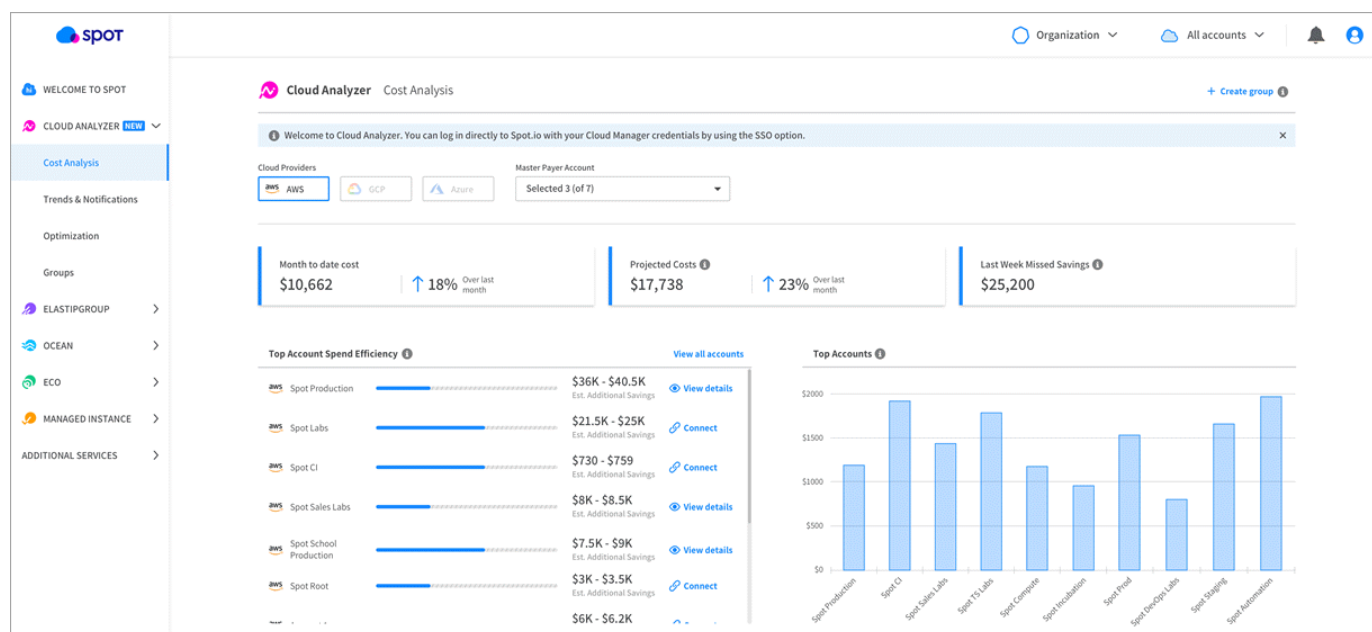 spot
Organization
All accounts
hi
WELCOME TO SPOT
CLOUD ANALYZER NEW
Cost Analysis
Trends & Notifications
Optimization
Groups
ELASTIPGROUP
OCEAN
ECO
MANAGED INSTANCE
ADDITIONAL SERVICES
Cloud Analyzer Cost Analysis
+ Create group
Welcome to Cloud Analyzer. You can log in directly to Spot.io with your Cloud Manager credentials by using the SSO option.
Cloud Providers
Master Payer Account
aws AWS
GCP
Azure
Selected 3 (of 7)
Month to date cost
$10,662
18% Over last month
Projected Costs
$17,738
23% Over last month
Last Week Missed Savings
$25,200
Top Account Spend Efficiency
View all accounts
aws Spot Production $36K - $40.5K View details
Est. Additional Savings
aws Spot Labs $21.5K - $25K Connect
Est. Additional Savings
aws Spot CI $730 - $759 Connect
Est. Additional Savings
aws Spot Sales Labs $8K - $8.5K View details
Est. Additional Savings
aws Spot School Production $7.5K - $9K View details
Est. Additional Savings
aws Spot Root $3K - $3.5K Connect
Est. Additional Savings
$6K - $6.2K
Top Accounts
$2000
$1500
$1000
$500
$0
Spot Production
Spot CI
Spot Sales Labs
Spot TS Labs
Spot Compute
Spot Incubation
Spot Prod
Spot DevOps Labs
Spot Staging
Spot Automation